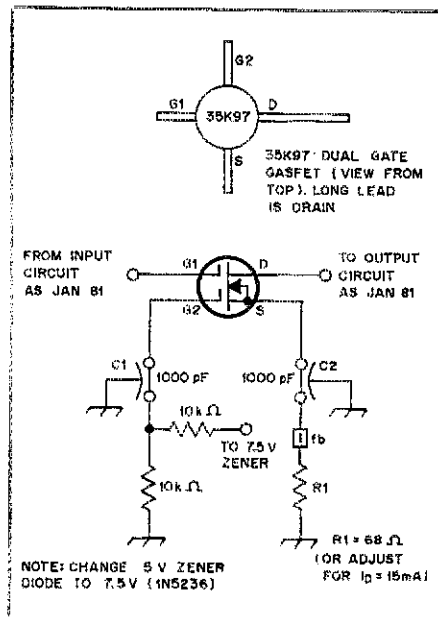 G2
G1
D
35K97
S
35K97: DUAL GATE
GASFET (VIEW FROM
TOP). LONG LEAD
IS DRAIN
FROM INPUT
CIRCUIT
AS JAN 81
G1
D
G2
S
TO OUTPUT
CIRCUIT
AS JAN 81
C1
1000 pF
1000 pF
C2
10k Ω
TO 7.5 V
ZENER
fb
10k Ω
R1
R1 = 68 Ω
(OR ADJUST
FOR ID = 15mA)
NOTE: CHANGE 5 V ZENER
DIODE TO 7.5V (1N5236)